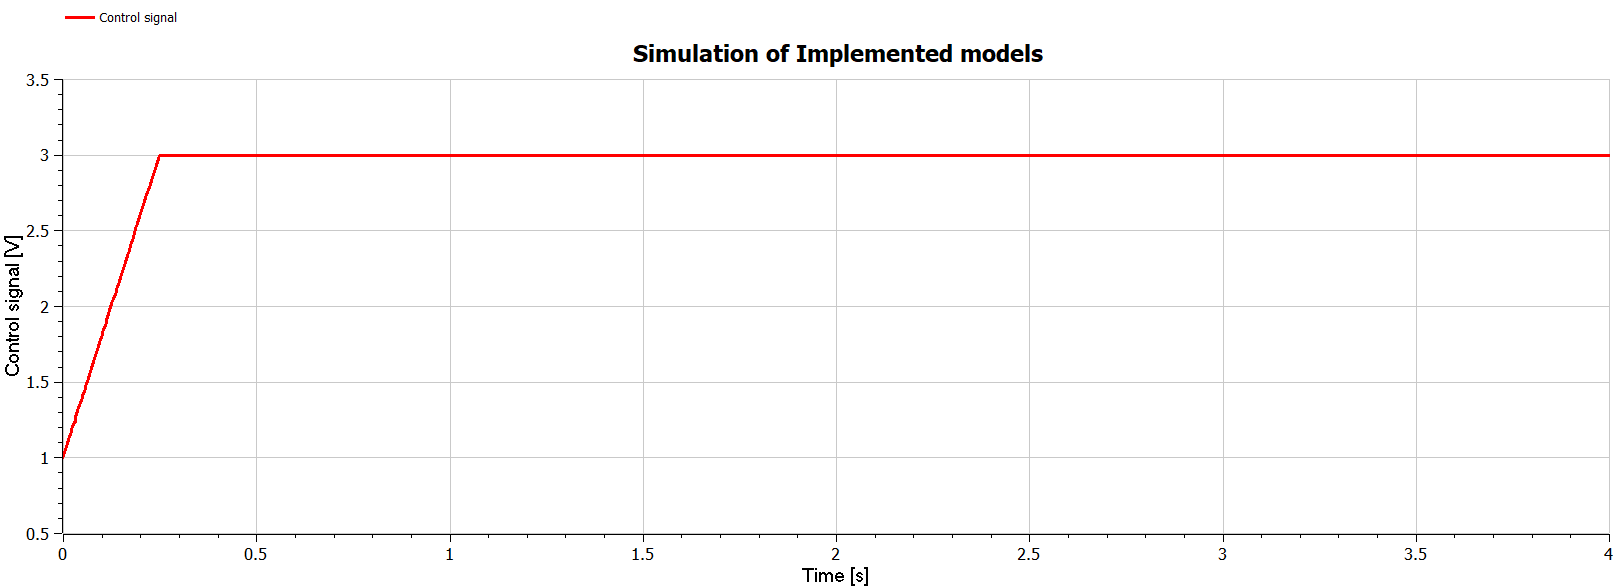 Control signal
Simulation of Implemented models
3.5
3
2.5
2
1.5
1
0.5
Control signal [V]
0 0.5 1 1.5 2 2.5 3 3.5 4
Time [s]